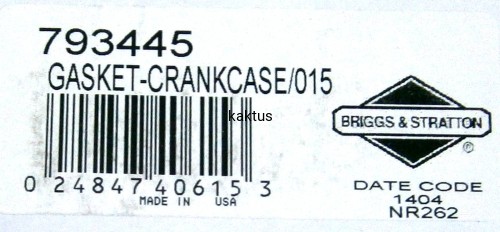 793445
GASKET-CRANKCASE/015
kaktus
BRIGGS & STRATTON
®
0 24847 40615 3
MADE IN USA
DATE CODE
1404
NR262